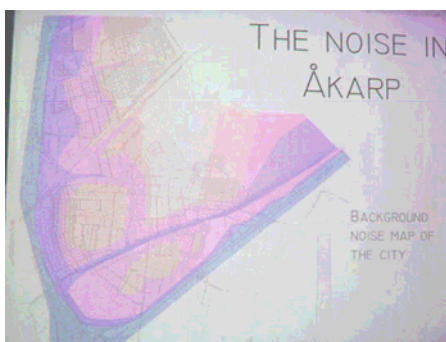 THE NOISE IN
ÅKARP
BACKGROUND
NOISE MAP OF
THE CITY